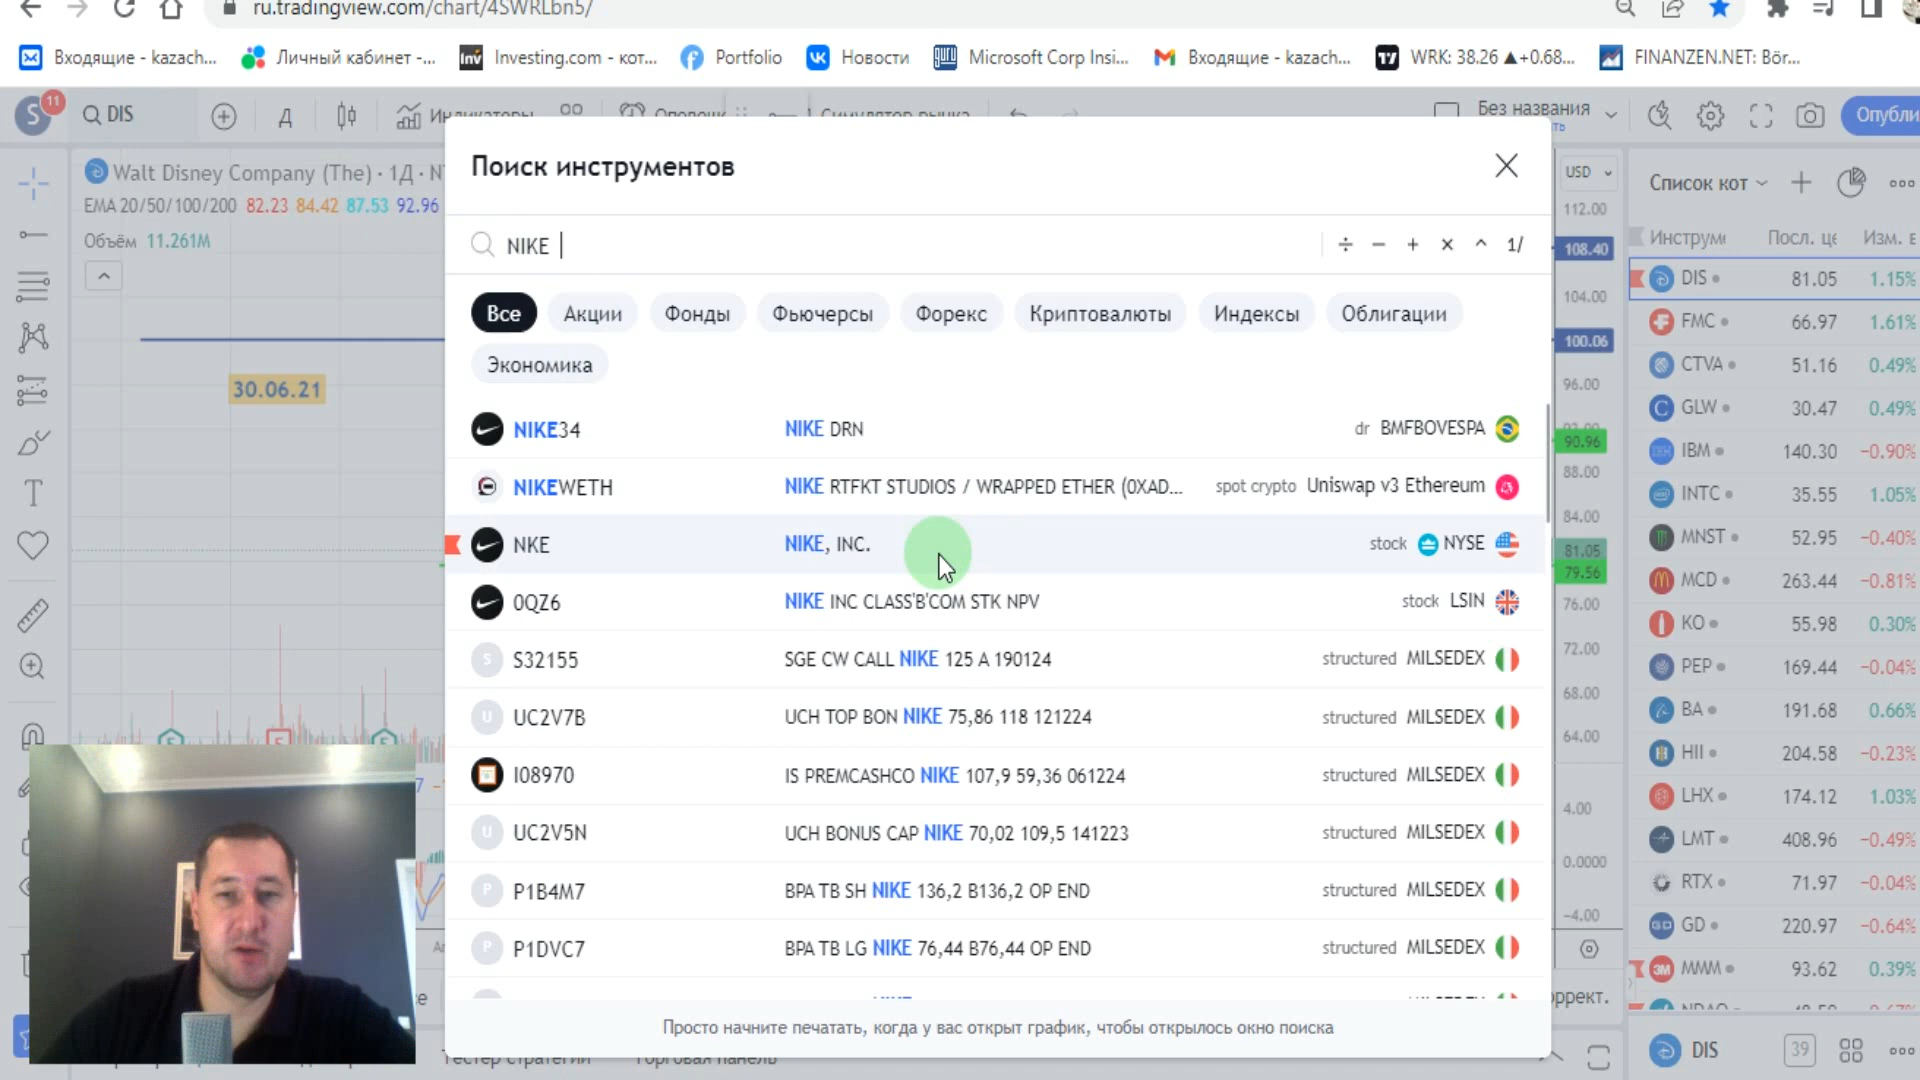 ru.tradingview.com/chart/4SWRLbn5/
Входящие - kazach... Личный кабинет -... Investing.com - кот... Portfolio Новости Microsoft Corp Insi... Входящие - kazach... WRK: 38.26 ▲+0.68... FINANZEN.NET: Bör...
S 11 DIS Д Без названия Опубли
Поиск инструментов
Walt Disney Company (The) · 1Д · N
EMA 20/50/100/200 82.23 84.42 87.53 92.96
Объём 11.261M
30.06.21
NIKE
÷ − + × ^ 1/
Все Акции Фонды Фьючерсы Форекс Криптовалюты Индексы Облигации
Экономика
NIKE34 NIKE DRN dr BMFBOVESPA
NIKEWETH NIKE RTFKT STUDIOS / WRAPPED ETHER (0XAD... spot crypto Uniswap v3 Ethereum
NKE NIKE, INC. stock NYSE
0QZ6 NIKE INC CLASS'B'COM STK NPV stock LSIN
S S32155 SGE CW CALL NIKE 125 A 190124 structured MILSEDEX
U UC2V7B UCH TOP BON NIKE 75,86 118 121224 structured MILSEDEX
I08970 IS PREMCASHCO NIKE 107,9 59,36 061224 structured MILSEDEX
U UC2V5N UCH BONUS CAP NIKE 70,02 109,5 141223 structured MILSEDEX
P P1B4M7 BPA TB SH NIKE 136,2 B136,2 OP END structured MILSEDEX
P P1DVC7 BPA TB LG NIKE 76,44 B76,44 OP END structured MILSEDEX
Просто начните печатать, когда у вас открыт график, чтобы открылось окно поиска
USD
112.00
108.40
104.00
100.06
96.00
90.96
88.00
84.00
81.05
79.56
76.00
72.00
68.00
64.00
4.00
0.0000
−4.00
Список кот
Инструм Посл. це Изм. в
DIS 81.05 1.15%
FMC 66.97 1.61%
CTVA 51.16 0.49%
GLW 30.47 0.49%
IBM 140.30 −0.90%
INTC 35.55 1.05%
MNST 52.95 −0.40%
MCD 263.44 −0.81%
KO 55.98 0.30%
PEP 169.44 −0.04%
BA 191.68 0.66%
HII 204.58 −0.23%
LHX 174.12 1.03%
LMT 408.96 −0.49%
RTX 71.97 −0.04%
GD 220.97 −0.64%
MMM 93.62 0.39%
DIS 39